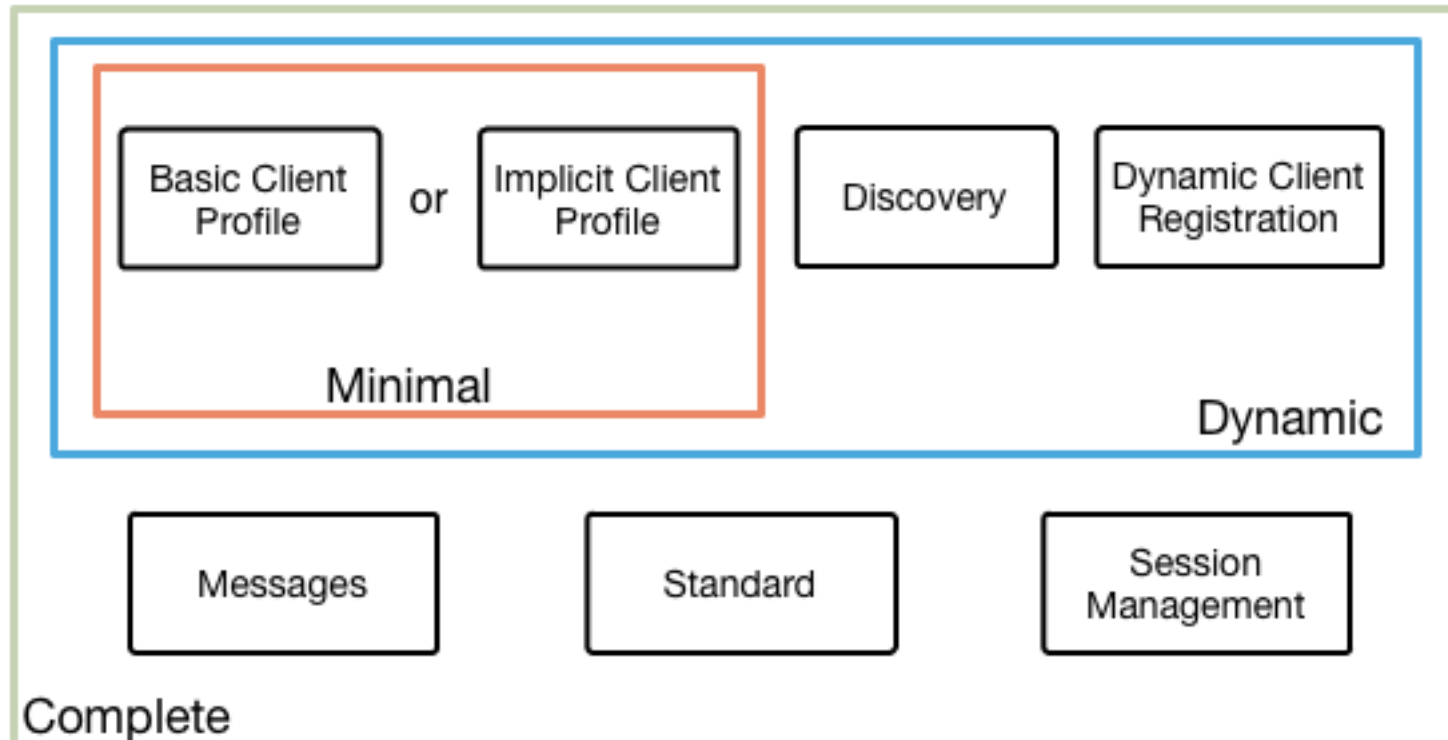 Basic Client
Profile
or
Implicit Client
Profile
Discovery
Dynamic Client
Registration
Minimal
Dynamic
Messages
Standard
Session
Management
Complete